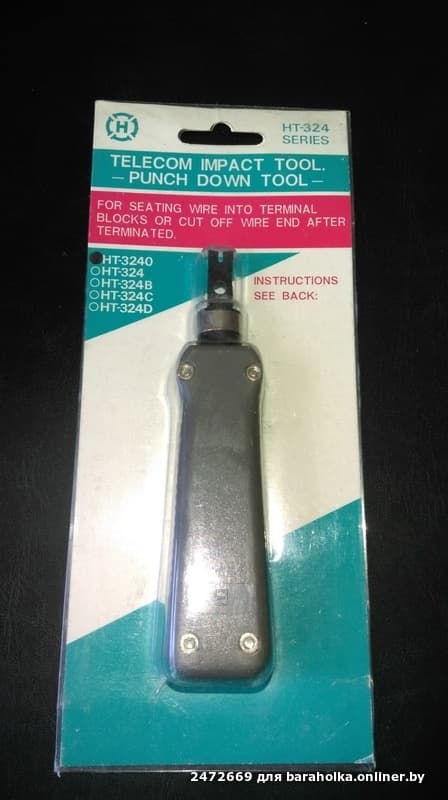 H
HT-324
SERIES
TELECOM IMPACT TOOL.
— PUNCH DOWN TOOL —
FOR SEATING WIRE INTO TERMINAL
BLOCKS OR CUT OFF WIRE END AFTER
TERMINATED.
HT-3240
HT-324
HT-324B
HT-324C
HT-324D
INSTRUCTIONS
SEE BACK:
2472669 для baraholka.onliner.by